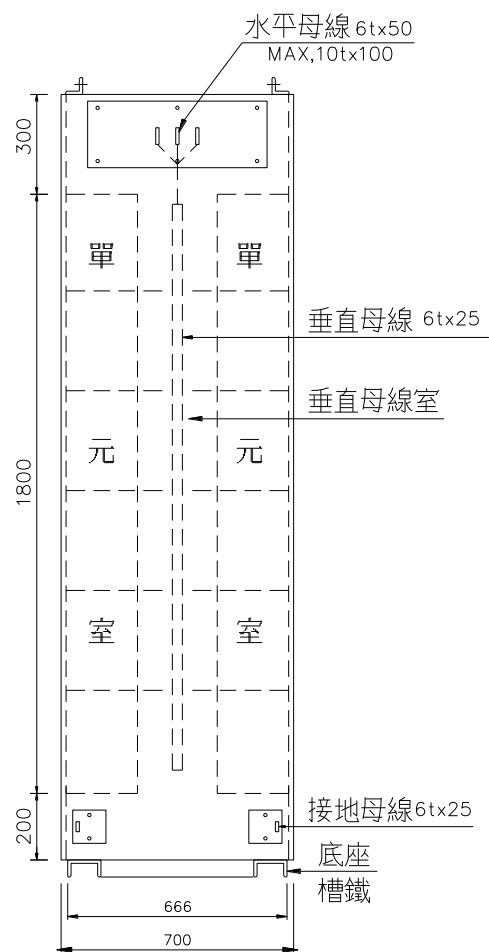 水平母線 6tx50
MAX,10tx100
300
單
單
垂直母線 6tx25
垂直母線室
元
元
1800
室
室
接地母線6tx25
200
底座
槽鐵
666
700